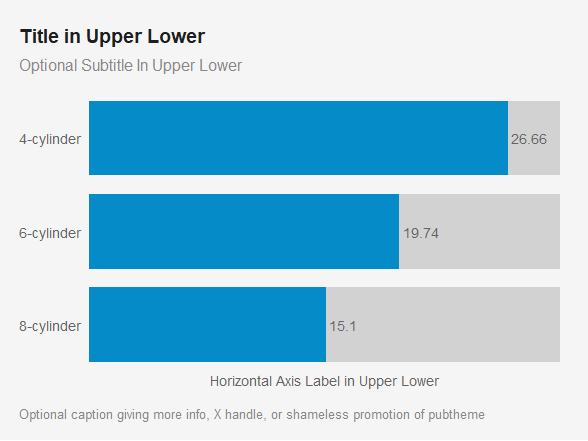 Title in Upper Lower
Optional Subtitle In Upper Lower
4-cylinder
26.66
6-cylinder
19.74
8-cylinder
15.1
Horizontal Axis Label in Upper Lower
Optional caption giving more info, X handle, or shameless promotion of pubtheme